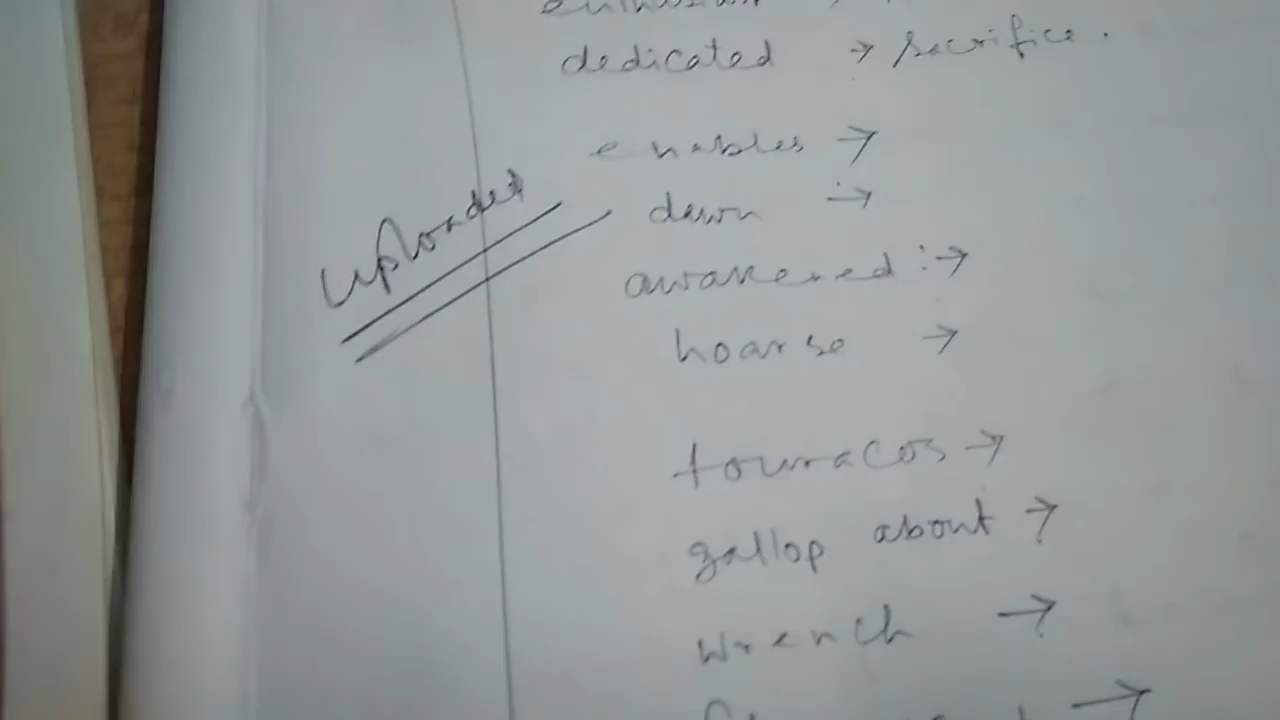 dedicated → sacrifice.
enables →
uploaded
dawn :→
awakened :→
hoarse →
touracos →
gallop about →
wrench →